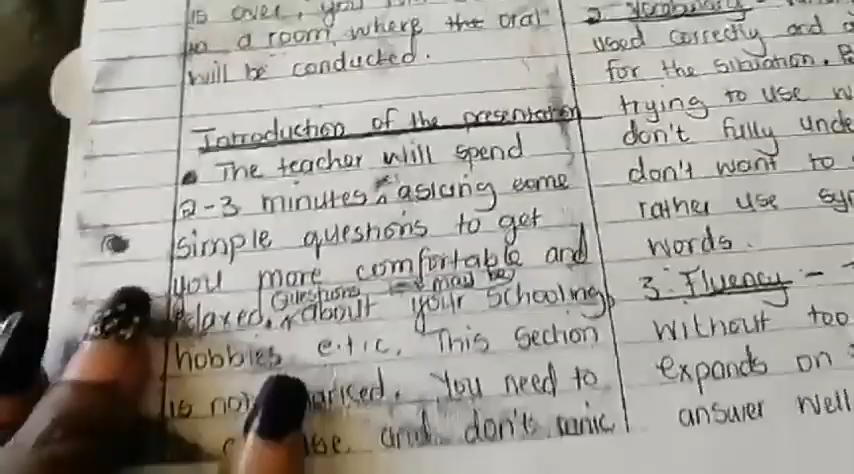 is over, you
to a room where the oral
will be conducted.
Introduction of the presentation
• The teacher will spend
2-3 minutes asking some
simple questions to get
you more comfortable and
Questions may be
relaxed. about your schooling,
hobbies e.t.c. This section
is not You need to
and don't panic
2. Vocabulary
used correctly and
for the situation.
trying to use
don't fully
don't want to
rather use
words.
3. Fluency :-
without too
expands on
answer well